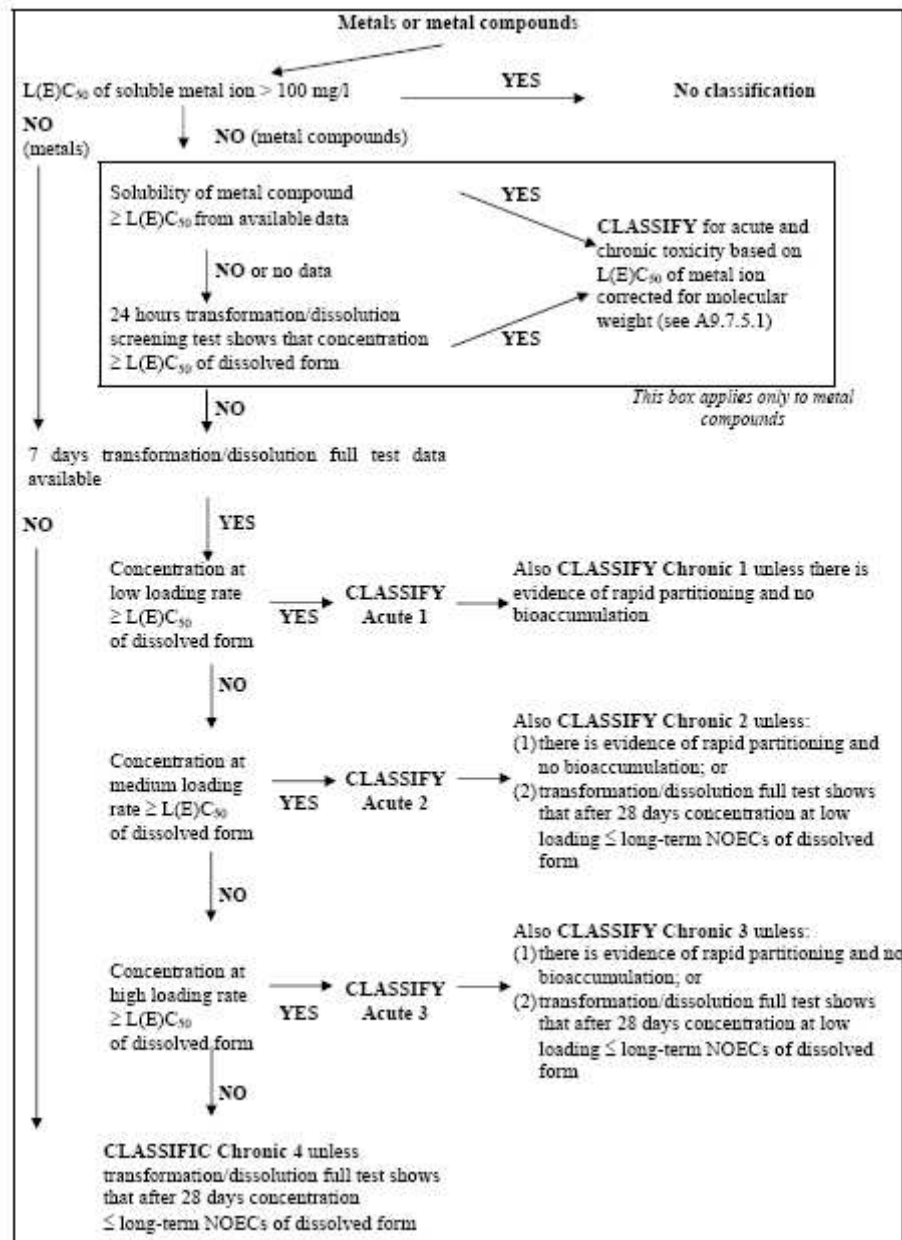 Metals or metal compounds
L(E)C₅₀ of soluble metal ion > 100 mg/l
YES
No classification
NO
(metals)
NO (metal compounds)
Solubility of metal compound
≥ L(E)C₅₀ from available data
YES
CLASSIFY for acute and
chronic toxicity based on
L(E)C₅₀ of metal ion
corrected for molecular
weight (see A9.7.5.1)
NO or no data
24 hours transformation/dissolution
screening test shows that concentration
≥ L(E)C₅₀ of dissolved form
YES
This box applies only to metal
compounds
NO
7 days transformation/dissolution full test data
available
NO
YES
Concentration at
low loading rate
≥ L(E)C₅₀
of dissolved form
YES
CLASSIFY
Acute 1
Also CLASSIFY Chronic 1 unless there is
evidence of rapid partitioning and no
bioaccumulation
NO
Concentration at
medium loading
rate ≥ L(E)C₅₀
of dissolved form
YES
CLASSIFY
Acute 2
Also CLASSIFY Chronic 2 unless:
(1) there is evidence of rapid partitioning and
no bioaccumulation; or
(2) transformation/dissolution full test shows
that after 28 days concentration at low
loading ≤ long-term NOECs of dissolved
form
NO
Concentration at
high loading rate
≥ L(E)C₅₀
of dissolved form
YES
CLASSIFY
Acute 3
Also CLASSIFY Chronic 3 unless:
(1) there is evidence of rapid partitioning and no
bioaccumulation; or
(2) transformation/dissolution full test shows
that after 28 days concentration at low
loading ≤ long-term NOECs of dissolved
form
NO
CLASSIFIC Chronic 4 unless
transformation/dissolution full test shows
that after 28 days concentration
≤ long-term NOECs of dissolved form